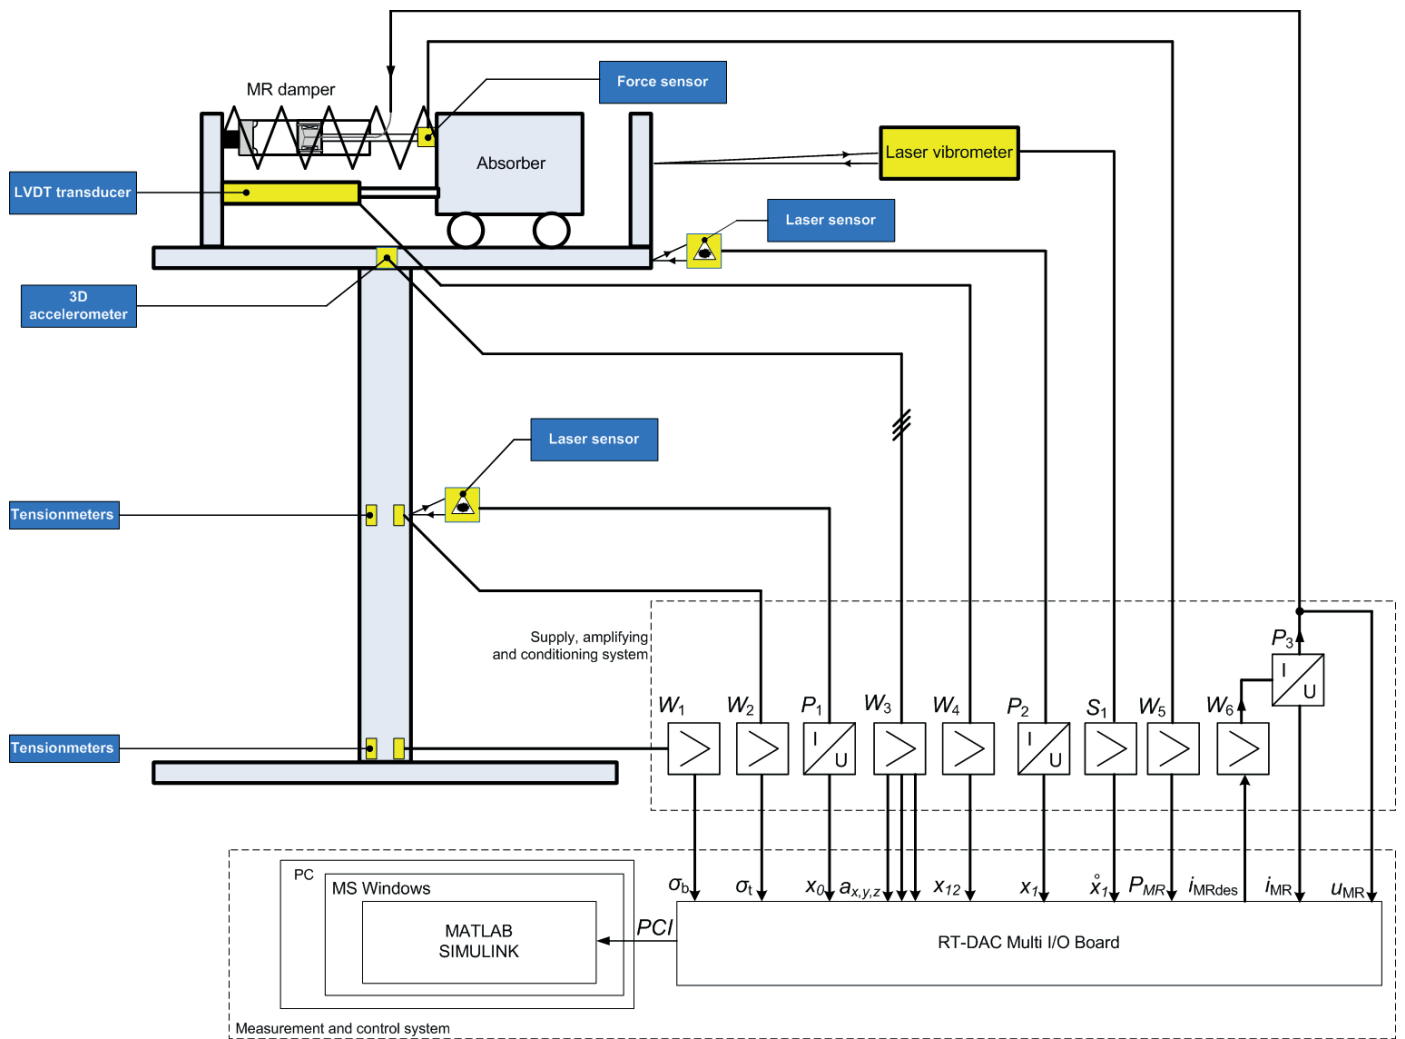 MR damper
Force sensor
Absorber
Laser vibrometer
LVDT transducer
Laser sensor
3D
accelerometer
Laser sensor
Tensionmeters
Supply, amplifying
and conditioning system
P3
I
U
W1
W2
P1
W3
W4
P2
S1
W5
W6
I
U
I
U
Tensionmeters
σb
σt
x0
ax,y,z
x12
x1
x̊1
PMR
iMRdes
iMR
uMR
PC
MS Windows
MATLAB
SIMULINK
PCI
RT-DAC Multi I/O Board
Measurement and control system